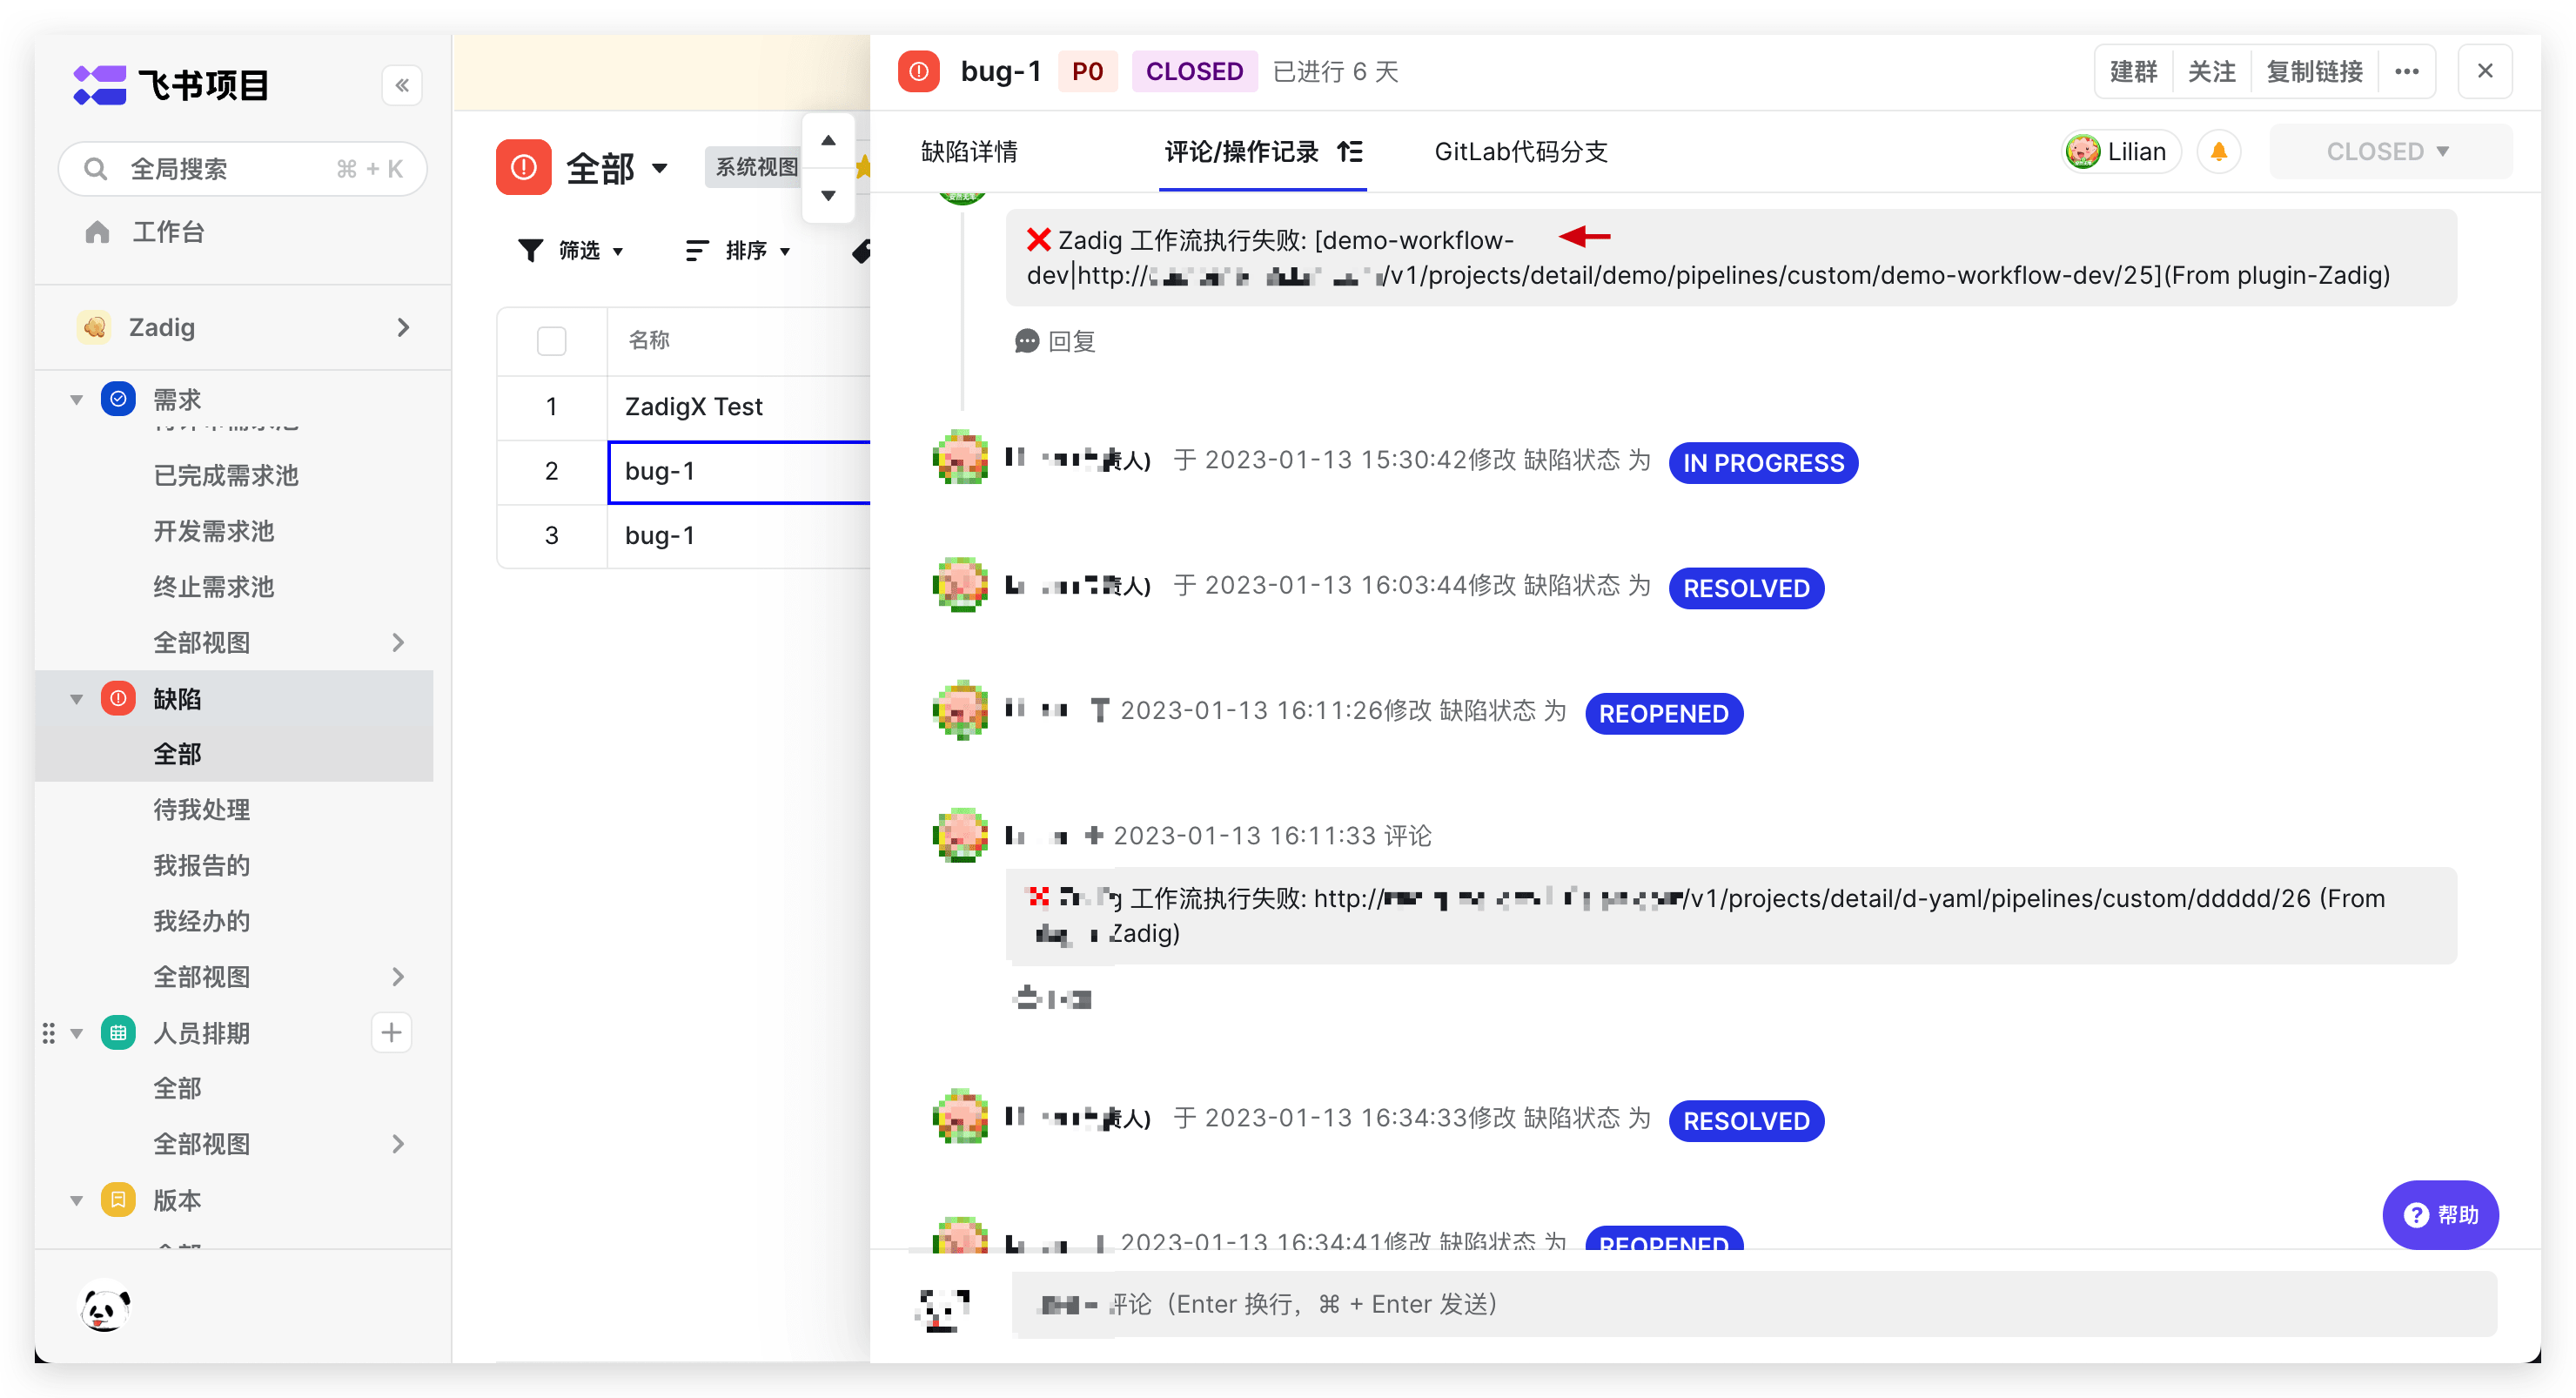 飞书项目
全局搜索 ⌘ + K
工作台
Zadig
需求
已完成需求池
开发需求池
终止需求池
全部视图
缺陷
全部
待我处理
我报告的
我经办的
全部视图
人员排期
全部
全部视图
版本
全部 系统视图
筛选 排序
名称
1 ZadigX Test
2 bug-1
3 bug-1
bug-1 P0 CLOSED 已进行 6 天 建群 关注 复制链接
缺陷详情 评论/操作记录 GitLab代码分支 Lilian CLOSED
Zadig 工作流执行失败: [demo-workflow-
dev|http:// /v1/projects/detail/demo/pipelines/custom/demo-workflow-dev/25](From plugin-Zadig)
回复
责人) 于 2023-01-13 15:30:42修改 缺陷状态 为 IN PROGRESS
责人) 于 2023-01-13 16:03:44修改 缺陷状态 为 RESOLVED
2023-01-13 16:11:26修改 缺陷状态 为 REOPENED
2023-01-13 16:11:33 评论
工作流执行失败: http:// /v1/projects/detail/d-yaml/pipelines/custom/ddddd/26 (From
Zadig)
责人) 于 2023-01-13 16:34:33修改 缺陷状态 为 RESOLVED
2023-01-13 16:34:41修改 缺陷状态 为 REOPENED
帮助
评论（Enter 换行，⌘ + Enter 发送）